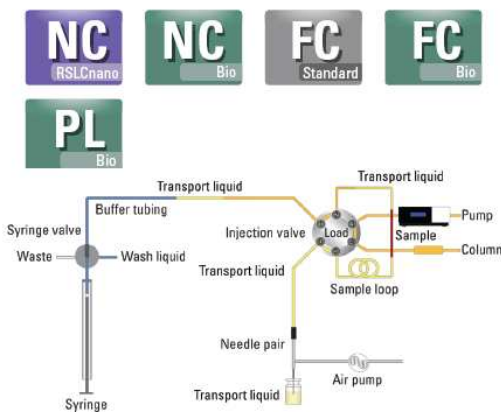 NC
RSLCnano
NC
Bio
FC
Standard
FC
Bio
PL
Bio
Transport liquid
Transport liquid
Buffer tubing
Syringe valve
Injection valve
Load
Pump
Sample
Waste
Wash liquid
Column
Transport liquid
Sample loop
Needle pair
Air pump
Transport liquid
Syringe